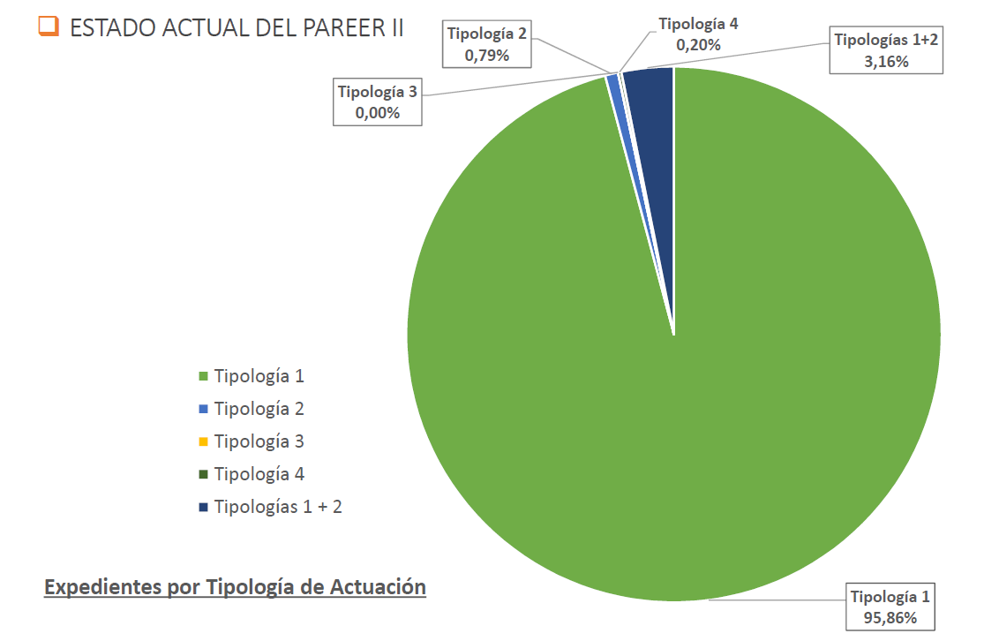 ESTADO ACTUAL DEL PAREER II
Tipología 2
0,79%
Tipología 4
0,20%
Tipologías 1+2
3,16%
Tipología 3
0,00%
Tipología 1
Tipología 2
Tipología 3
Tipología 4
Tipologías 1 + 2
Expedientes por Tipología de Actuación
Tipología 1
95,86%